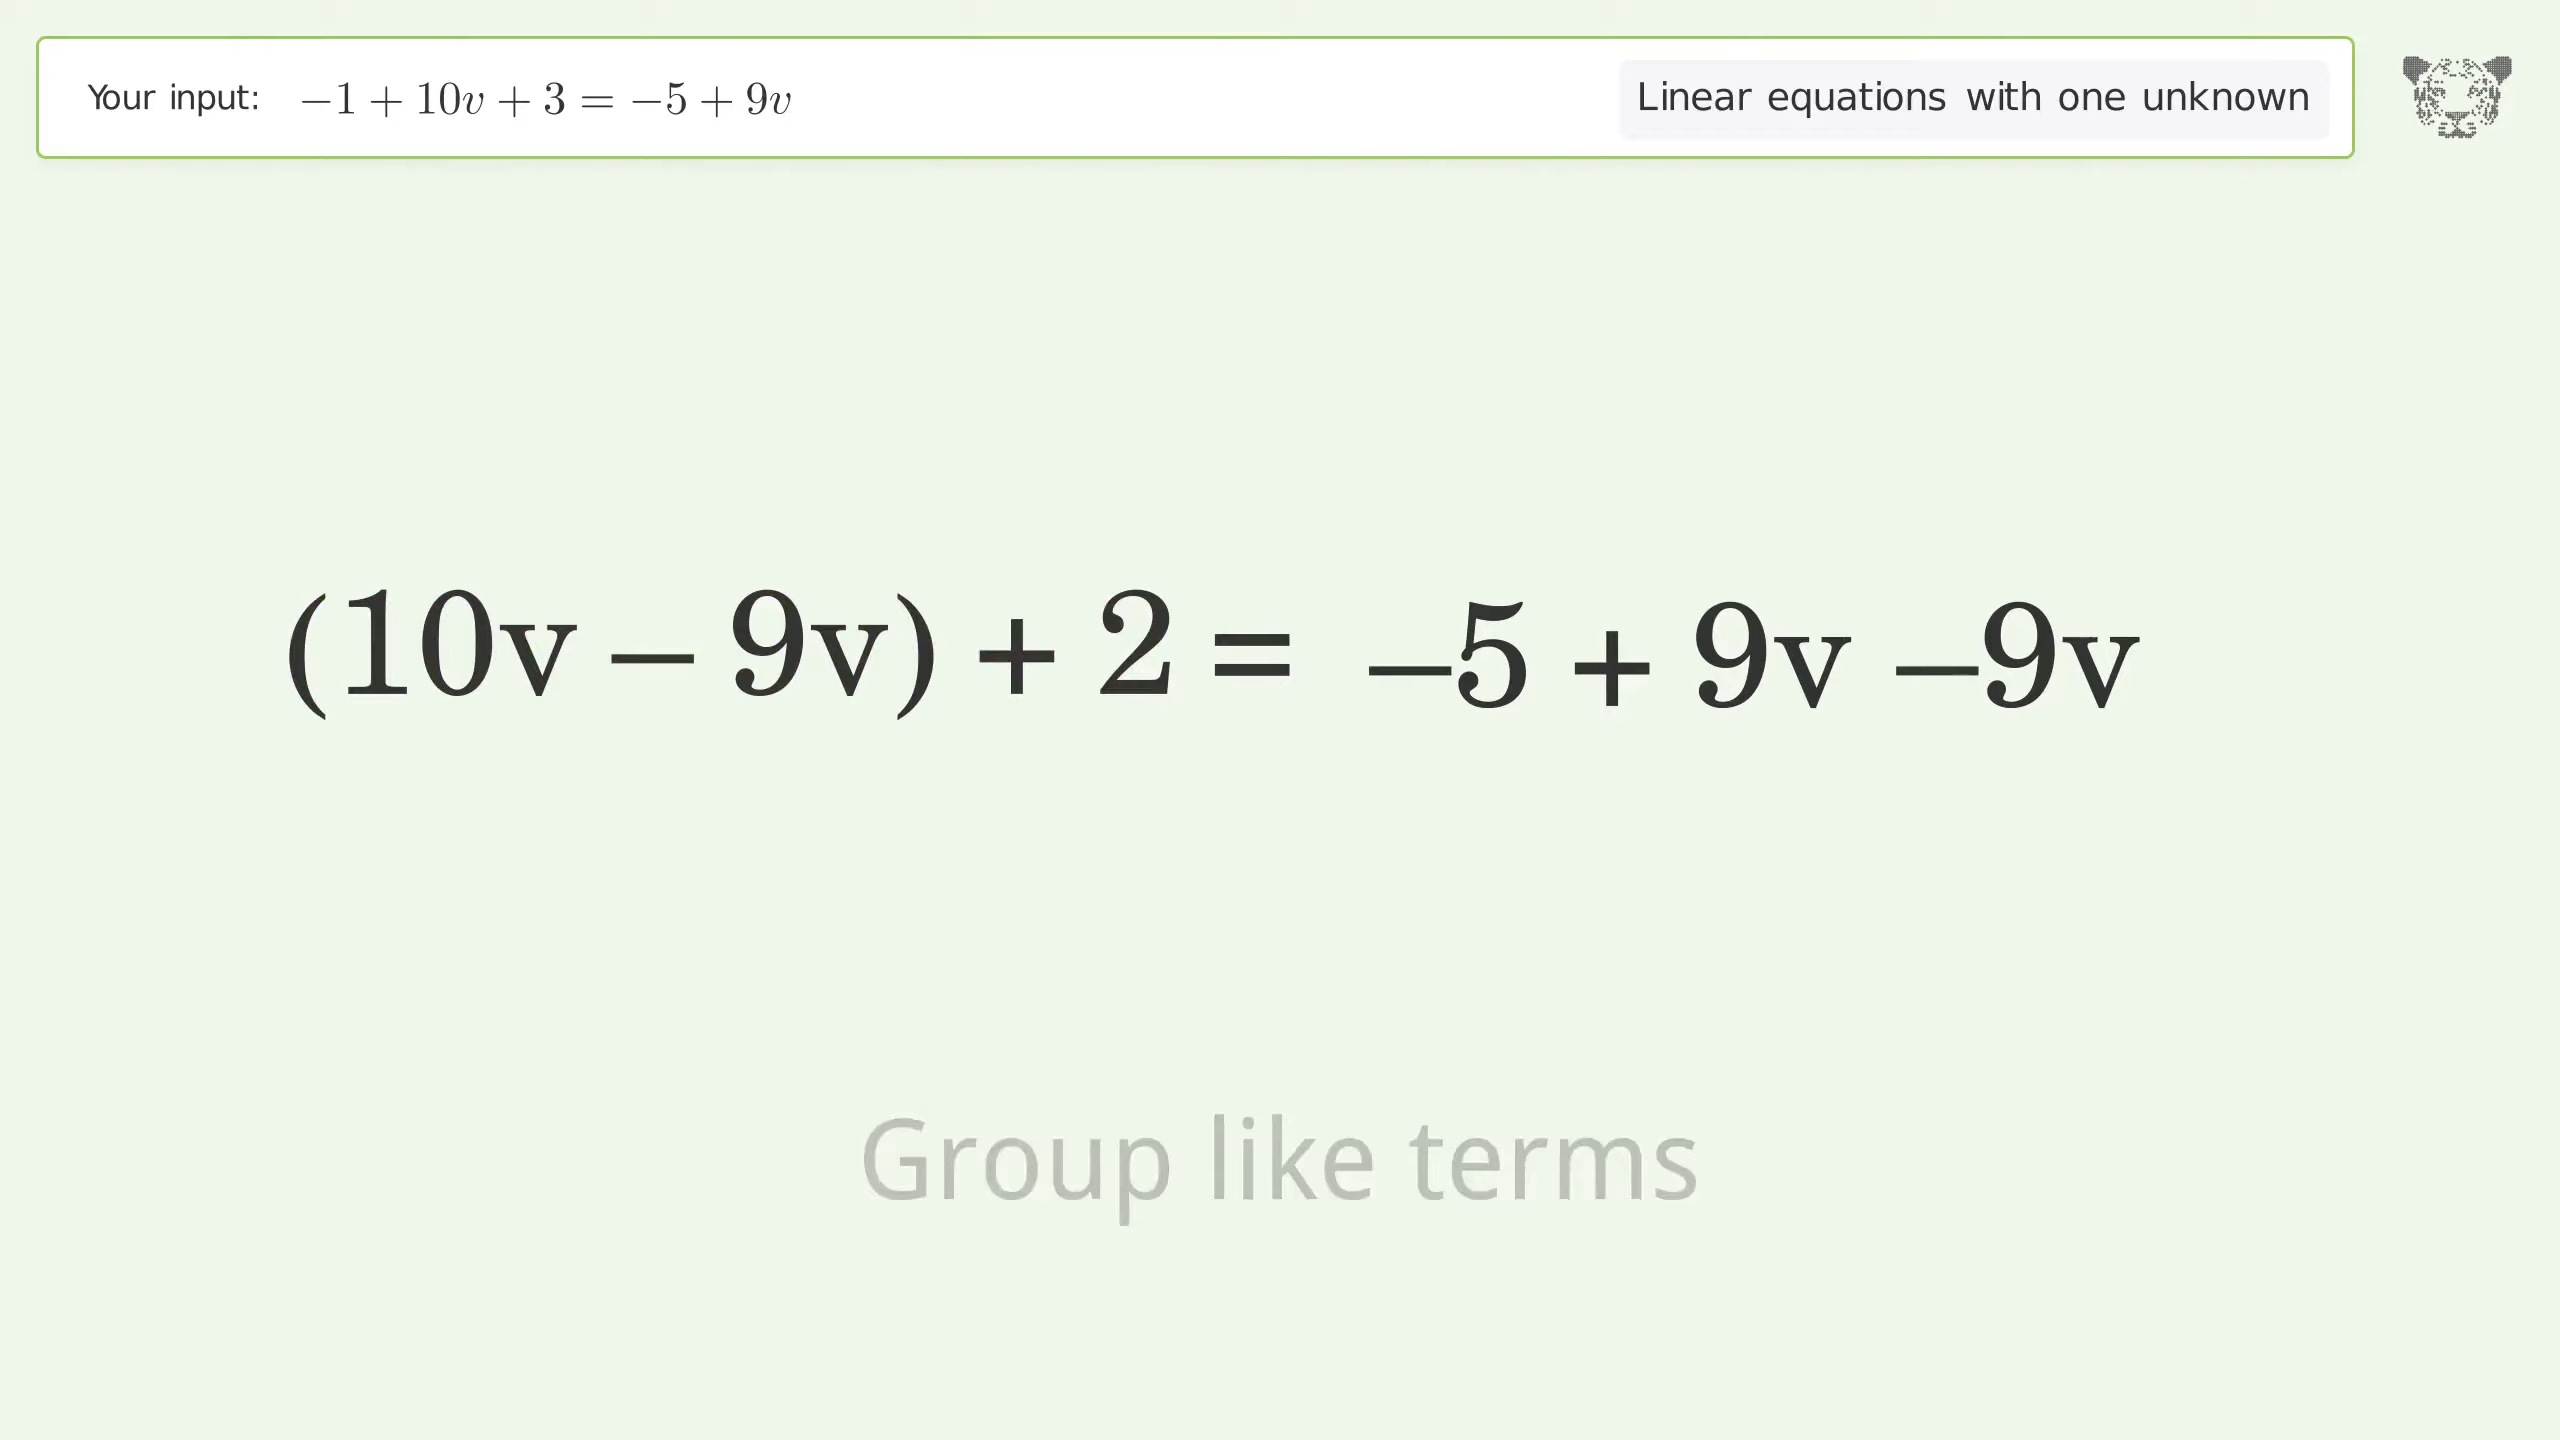 Your input: −1 + 10v + 3 = −5 + 9v
Linear equations with one unknown
(10v − 9v) + 2 = −5 + 9v −9v
Group like terms